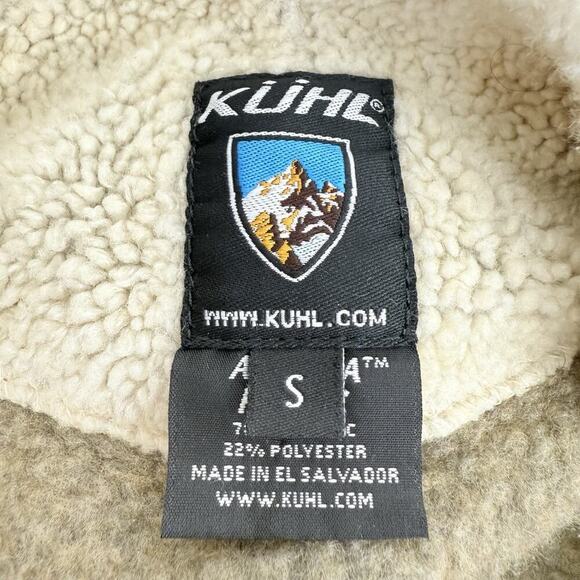 KÜHL®
WWW.KUHL.COM
S
22% POLYESTER
MADE IN EL SALVADOR
WWW.KUHL.COM